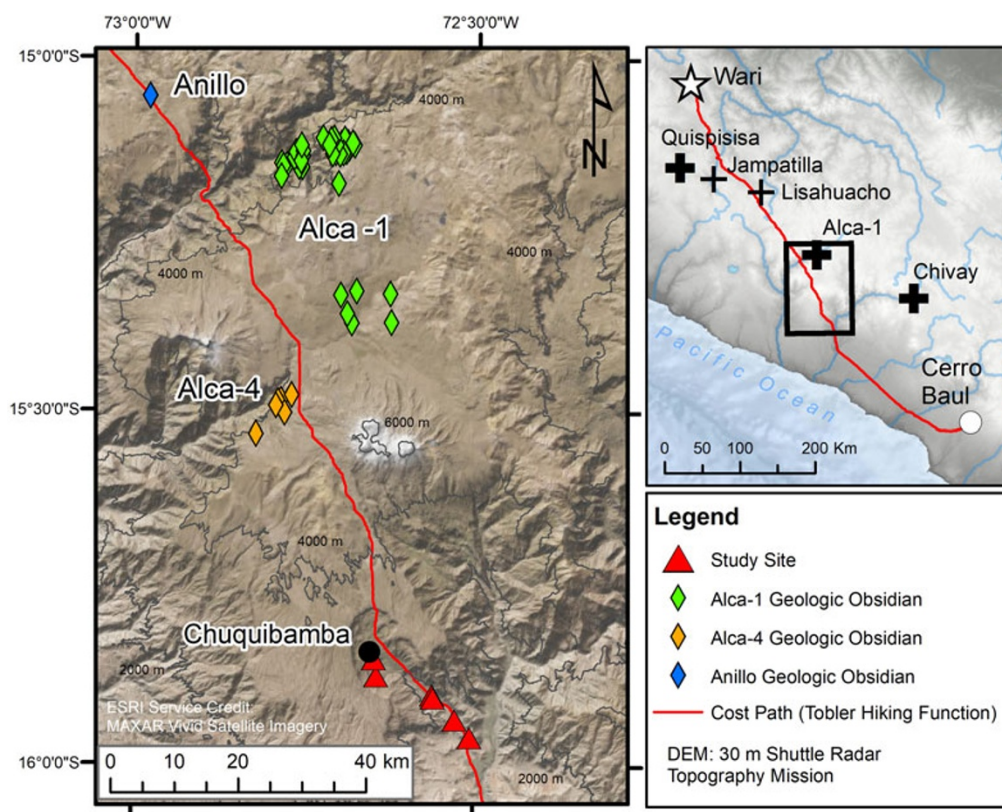 73°0'0"W
72°30'0"W
15°0'0"S
15°30'0"S
16°0'0"S
Anillo
4000 m
N
Alca -1
4000 m
4000 m
Alca-4
6000 m
4000 m
Chuquibamba
2000 m
ESRI Service Credit:
MAXAR Vivid Satellite Imagery
0 10 20 40 km
2000 m
Wari
Quispisisa
Jampatilla
Lisahuacho
Alca-1
Chivay
Pacific Ocean
Cerro
Baul
0 50 100 200 Km
Legend
Study Site
Alca-1 Geologic Obsidian
Alca-4 Geologic Obsidian
Anillo Geologic Obsidian
Cost Path (Tobler Hiking Function)
DEM: 30 m Shuttle Radar
Topography Mission